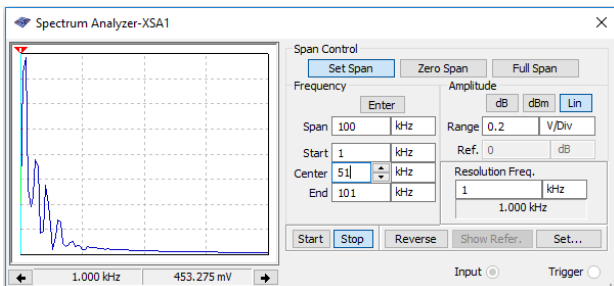 Spectrum Analyzer-XSA1
Span Control
Set Span Zero Span Full Span
Frequency
Enter
Span 100 kHz
Start 1 kHz
Center 51 kHz
End 101 kHz
Amplitude
dB dBm Lin
Range 0.2 V/Div
Ref. 0 dB
Resolution Freq.
1 kHz
1.000 kHz
Start Stop Reverse Show Refer. Set...
1.000 kHz 453.275 mV
Input Trigger